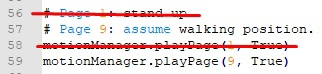 56 # Page 1: stand up
57 # Page 9: assume walking position.
58 motionManager.playPage(1, True)
59 motionManager.playPage(9, True)